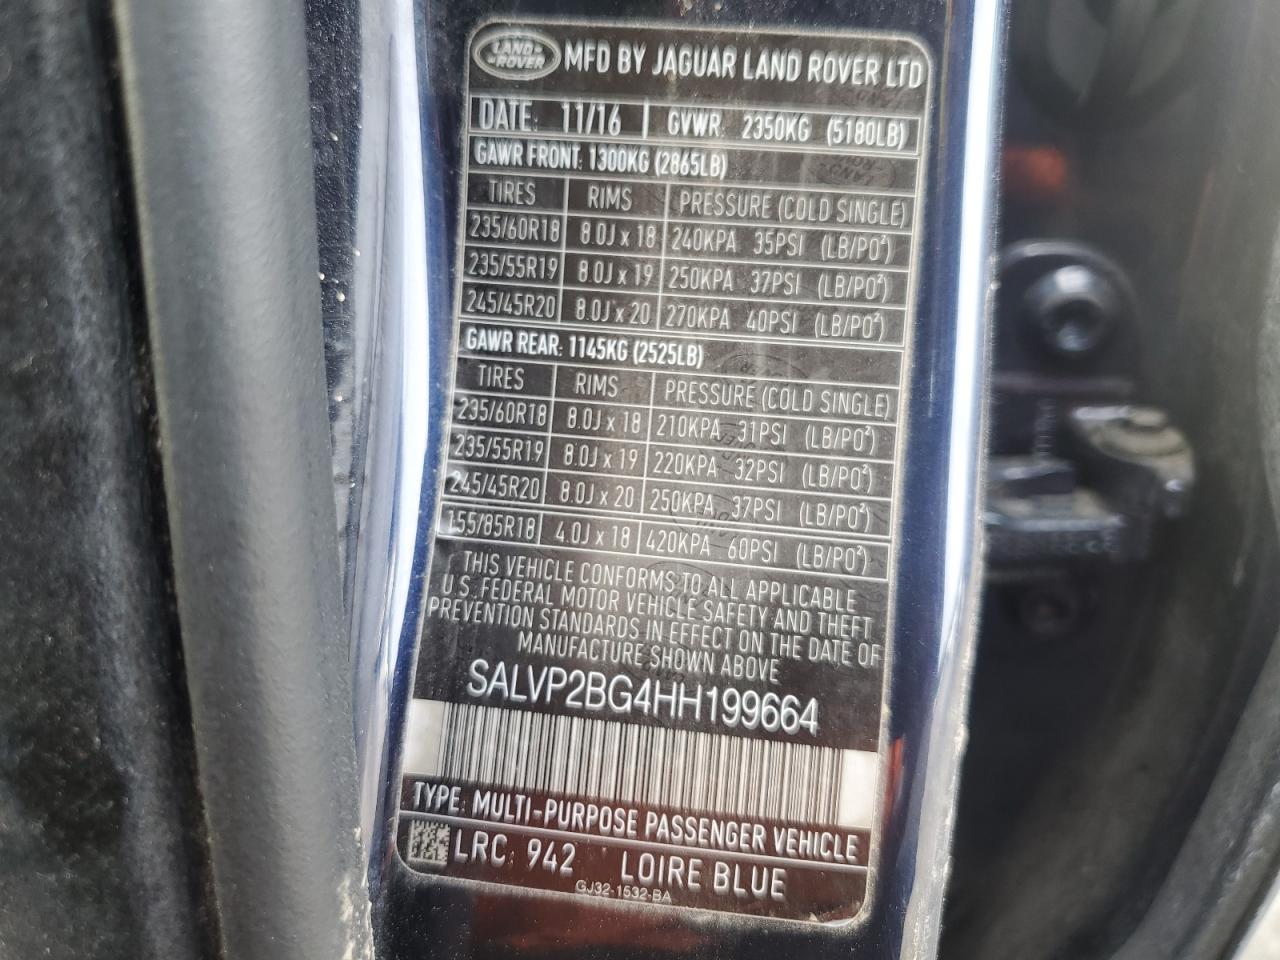 LAND ROVER MFD BY JAGUAR LAND ROVER LTD
DATE: 11/16 GVWR: 2350KG (5180LB)
GAWR FRONT: 1300KG (2865LB)
TIRES RIMS PRESSURE (COLD SINGLE)
235/60R18 8.0J x 18 240KPA 35PSI (LB/PO²)
235/55R19 8.0J x 19 250KPA 37PSI (LB/PO²)
245/45R20 8.0J x 20 270KPA 40PSI (LB/PO²)
GAWR REAR: 1145KG (2525LB)
TIRES RIMS PRESSURE (COLD SINGLE)
235/60R18 8.0J x 18 210KPA 31PSI (LB/PO²)
235/55R19 8.0J x 19 220KPA 32PSI (LB/PO²)
245/45R20 8.0J x 20 250KPA 37PSI (LB/PO²)
155/85R18 4.0J x 18 420KPA 60PSI (LB/PO²)
THIS VEHICLE CONFORMS TO ALL APPLICABLE
U.S. FEDERAL MOTOR VEHICLE SAFETY AND THEFT
PREVENTION STANDARDS IN EFFECT ON THE DATE OF
MANUFACTURE SHOWN ABOVE
SALVP2BG4HH199664
TYPE: MULTI-PURPOSE PASSENGER VEHICLE
LRC: 942 LOIRE BLUE
GJ32-1532-BA